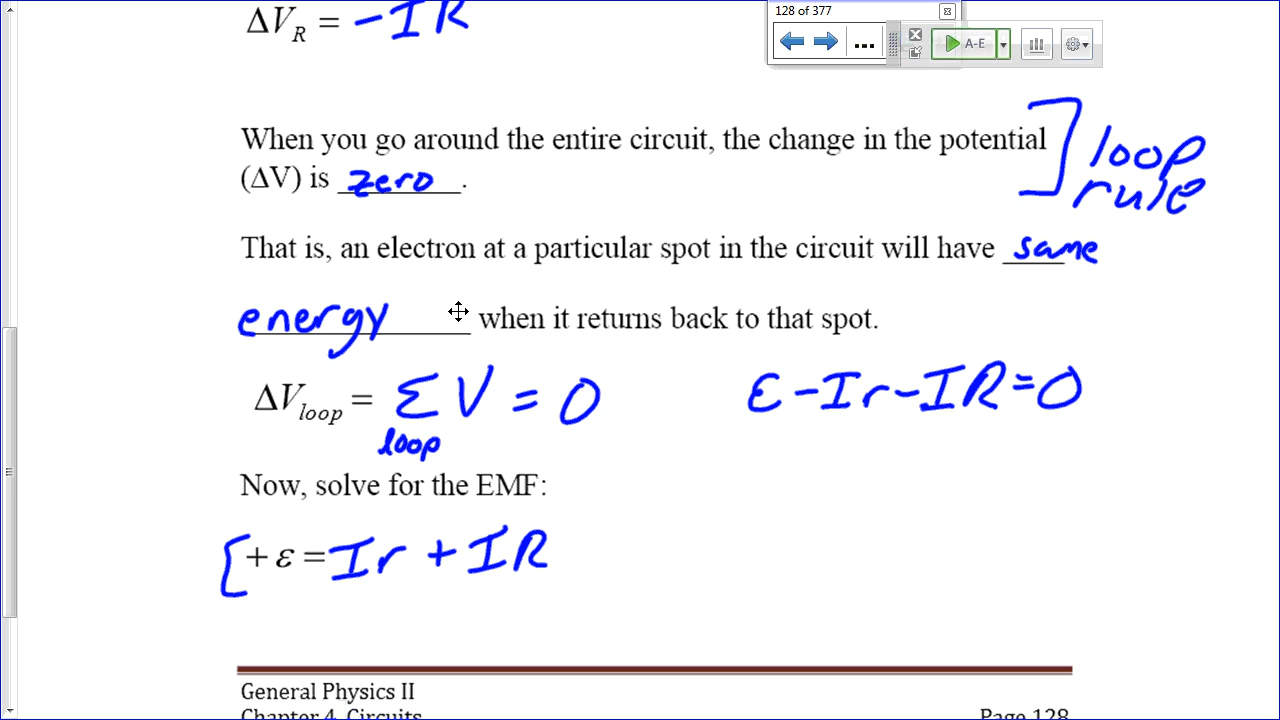 ΔV_R = -IR
128 of 377
A-E
When you go around the entire circuit, the change in the potential
(ΔV) is zero.
loop
rule
That is, an electron at a particular spot in the circuit will have same
energy when it returns back to that spot.
ΔV_loop = Σ V = 0
loop
ε - Ir - IR = 0
Now, solve for the EMF:
[+ε = Ir + IR
General Physics II
Chapter 4 Circuits
Page 128